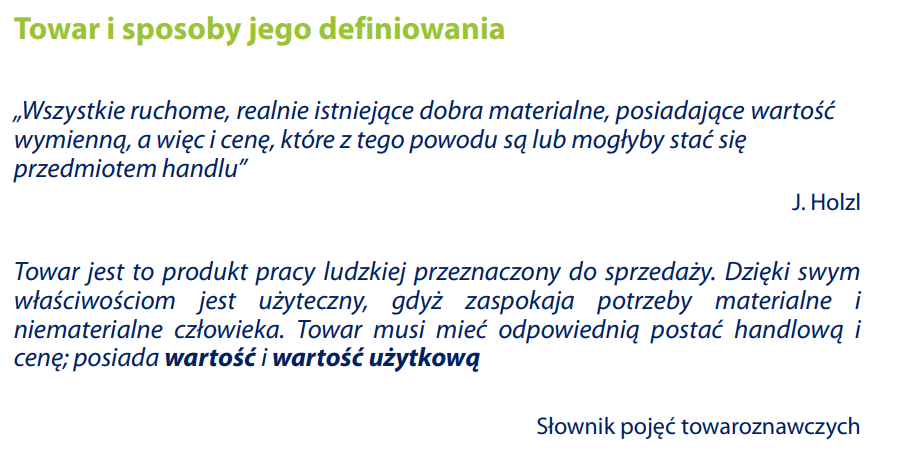 Towar i sposoby jego definiowania
„Wszystkie ruchome, realnie istniejące dobra materialne, posiadające wartość
wymienną, a więc i cenę, które z tego powodu są lub mogłyby stać się
przedmiotem handlu”
J. Holzl
Towar jest to produkt pracy ludzkiej przeznaczony do sprzedaży. Dzięki swym
właściwościom jest użyteczny, gdyż zaspokaja potrzeby materialne i
niematerialne człowieka. Towar musi mieć odpowiednią postać handlową i
cenę; posiada wartość i wartość użytkową
Słownik pojęć towaroznawczych